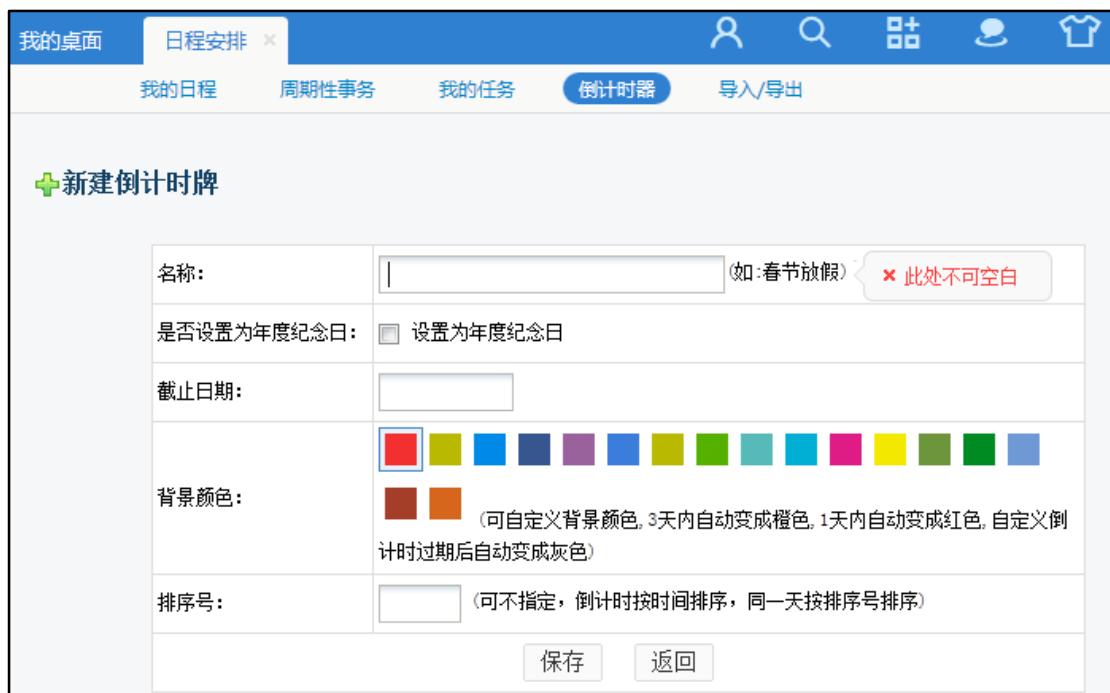 我的桌面 日程安排 ×
我的日程 周期性事务 我的任务 倒计时器 导入/导出
新建倒计时牌
名称： (如:春节放假) × 此处不可空白
是否设置为年度纪念日： 设置为年度纪念日
截止日期：
背景颜色：
(可自定义背景颜色,3天内自动变成橙色,1天内自动变成红色,自定义倒
计时过期后自动变成灰色)
排序号： (可不指定，倒计时按时间排序，同一天按排序号排序)
保存 返回